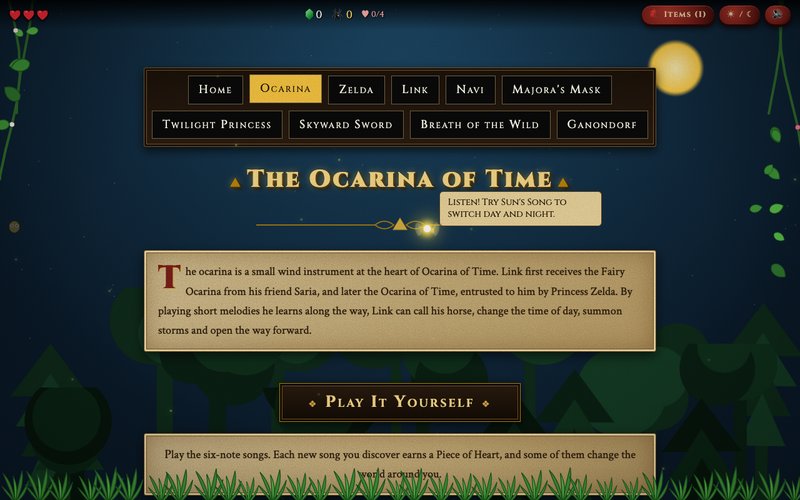 0 0 0/4 Items (1) ☀ / ☾
Home Ocarina Zelda Link Navi Majora's Mask
Twilight Princess Skyward Sword Breath of the Wild Ganondorf
The Ocarina of Time
Listen! Try Sun's Song to
switch day and night.
The ocarina is a small wind instrument at the heart of Ocarina of Time. Link first receives the Fairy
Ocarina from his friend Saria, and later the Ocarina of Time, entrusted to him by Princess Zelda. By
playing short melodies he learns along the way, Link can call his horse, change the time of day, summon
storms and open the way forward.
Play It Yourself
Play the six-note songs. Each new song you discover earns a Piece of Heart, and some of them change the
world around you.